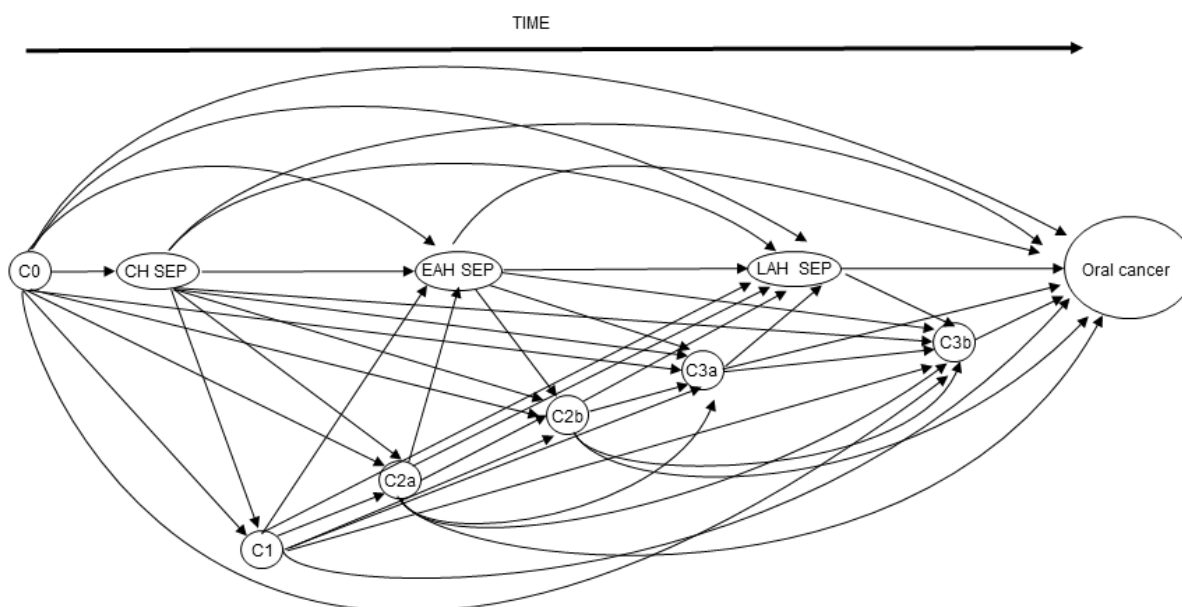 TIME
C0
CH SEP
EAH SEP
LAH SEP
Oral cancer
C3b
C3a
C2b
C2a
C1